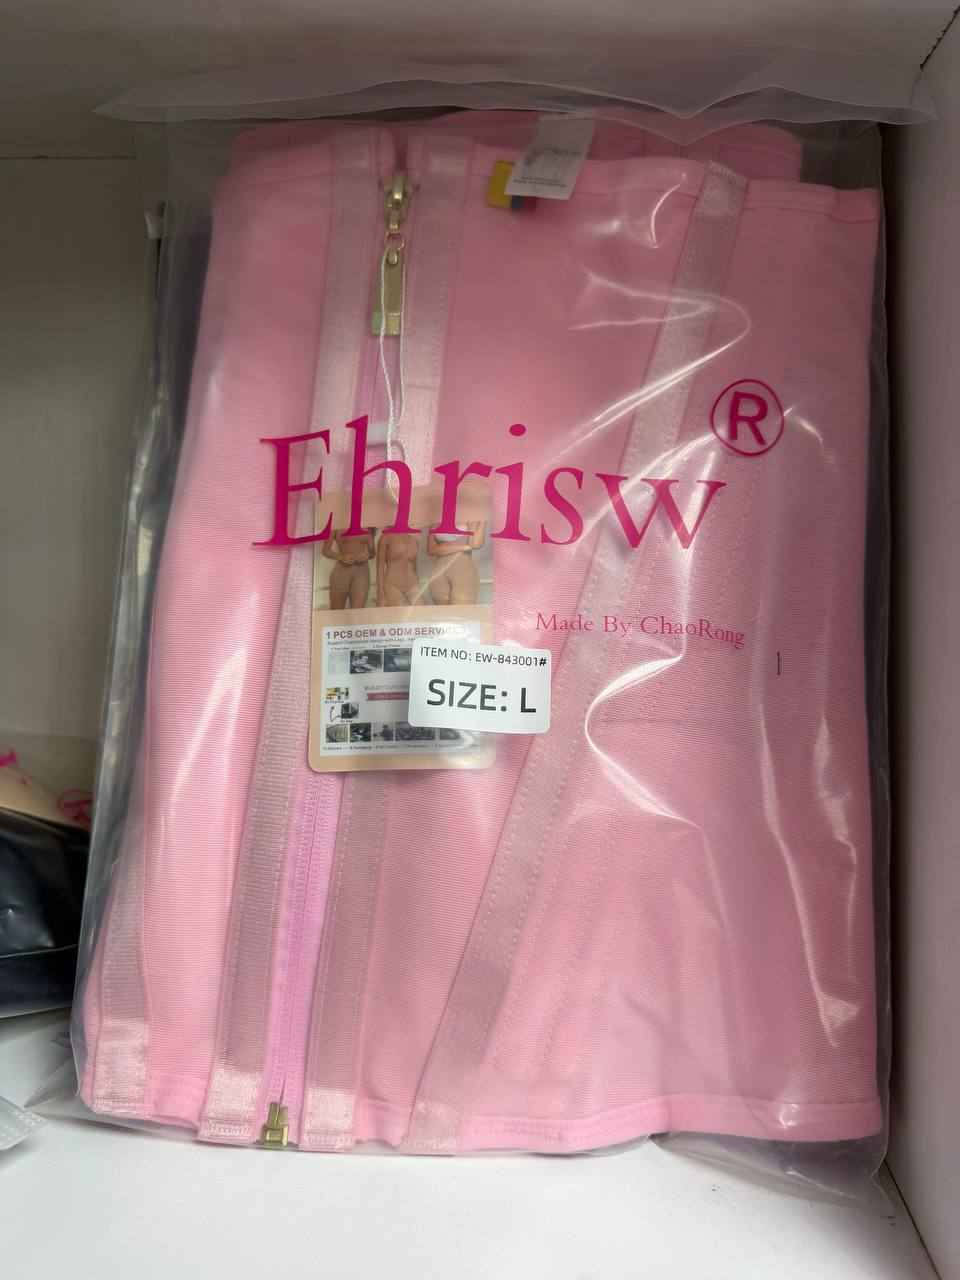 Ehrisw®
Made By ChaoRong
1 PCS OEM & ODM SERVICE
ITEM NO: EW-843001#
SIZE: L